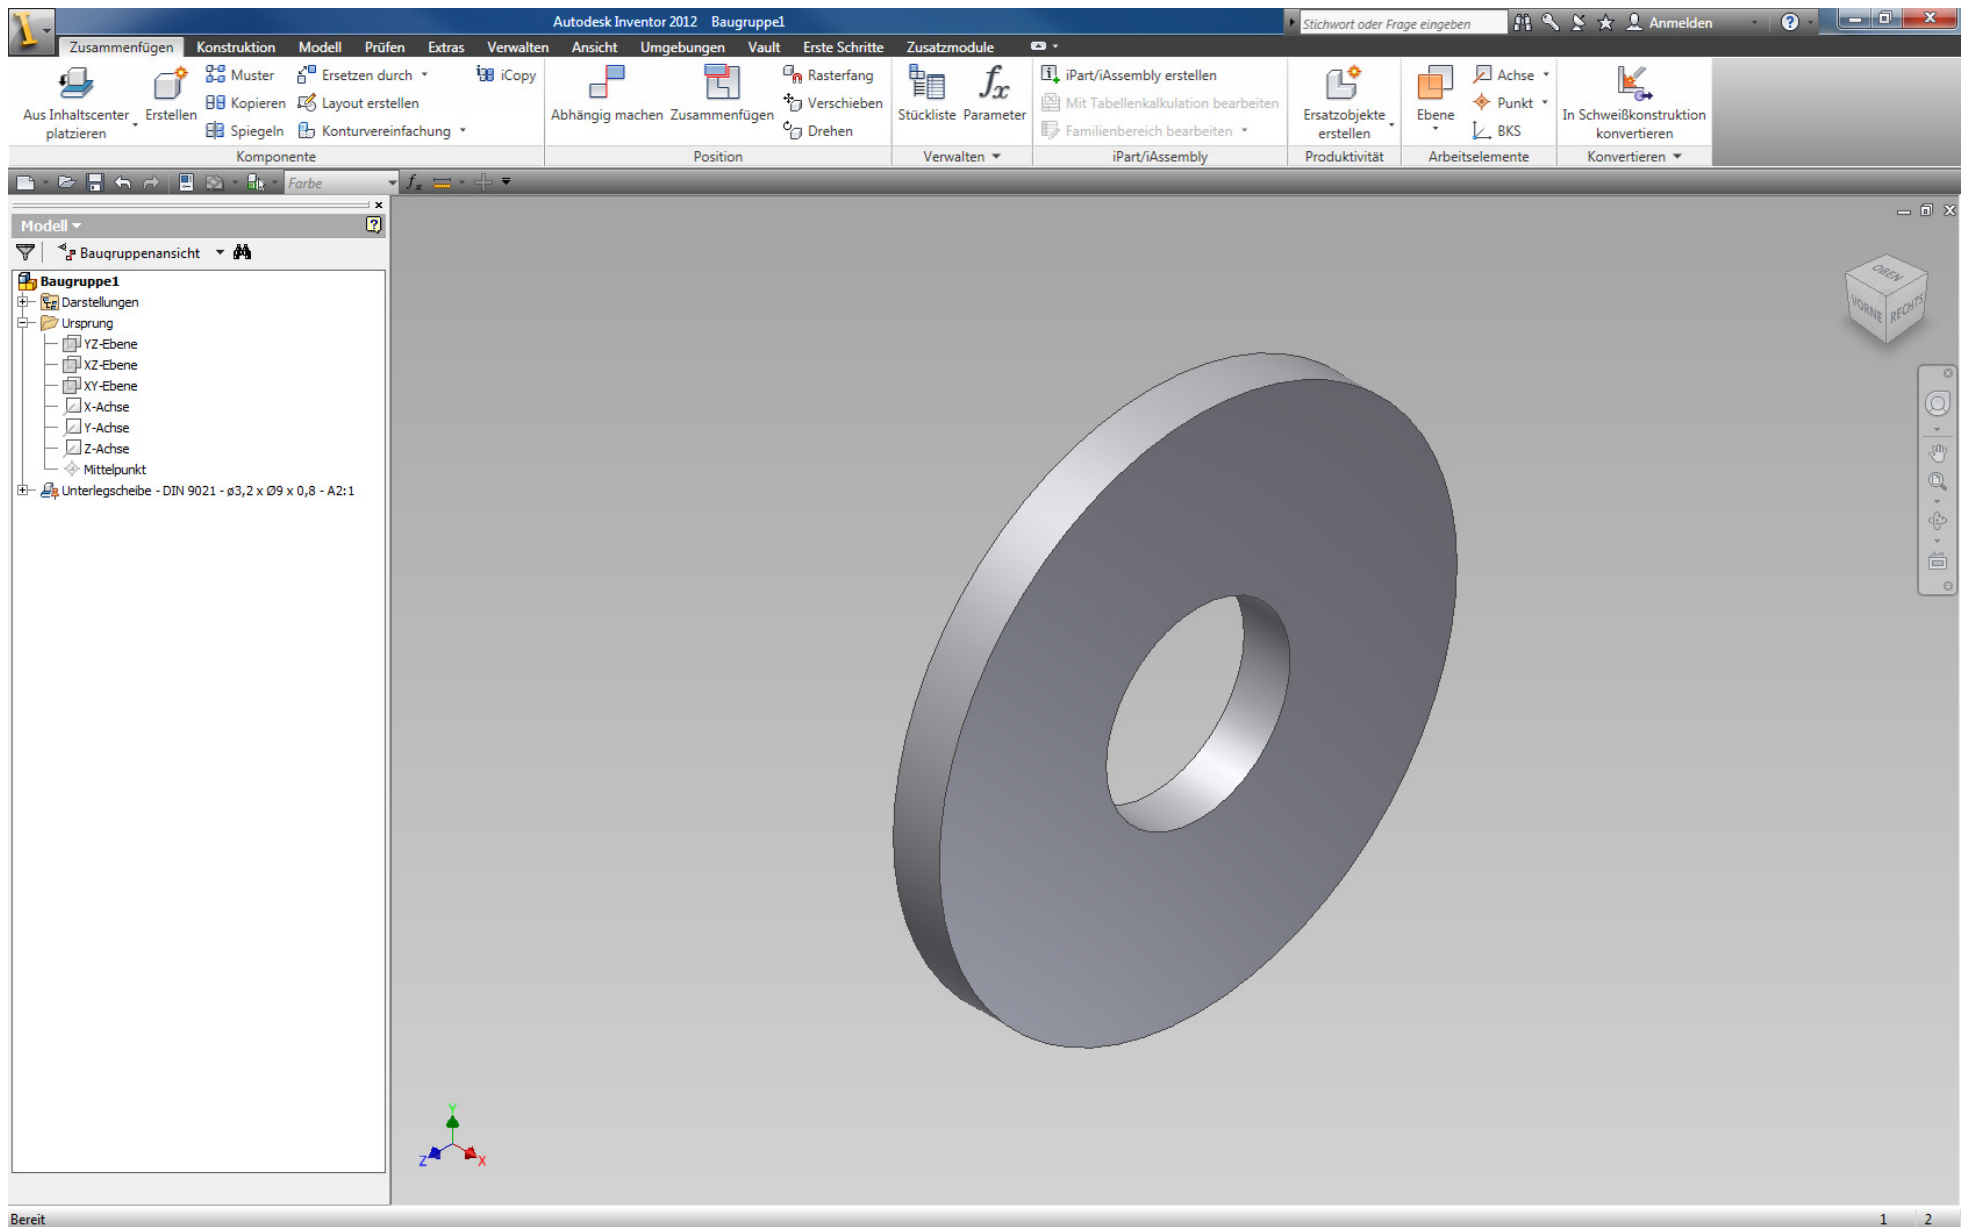 Autodesk Inventor 2012 Baugruppe1
Stichwort oder Frage eingeben
Anmelden
Zusammenfügen Konstruktion Modell Prüfen Extras Verwalten Ansicht Umgebungen Vault Erste Schritte Zusatzmodule
Aus Inhaltscenter platzieren
Erstellen
Muster
Kopieren
Spiegeln
Ersetzen durch
Layout erstellen
Konturvereinfachung
iCopy
Komponente
Abhängig machen
Zusammenfügen
Rasterfang
Verschieben
Drehen
Position
Stückliste
fx
Parameter
Verwalten
iPart/iAssembly erstellen
Mit Tabellenkalkulation bearbeiten
Familienbereich bearbeiten
iPart/iAssembly
Ersatzobjekte
erstellen
Produktivität
Ebene
Achse
Punkt
BKS
Arbeitselemente
In Schweißkonstruktion
konvertieren
Konvertieren
Farbe
fx
Modell
Baugruppenansicht
Baugruppe1
Darstellungen
Ursprung
YZ-Ebene
XZ-Ebene
XY-Ebene
X-Achse
Y-Achse
Z-Achse
Mittelpunkt
Unterlegscheibe - DIN 9021 - ø3,2 x Ø9 x 0,8 - A2:1
OBEN
VORNE
RECHTS
Y
Z
X
Bereit
1 2